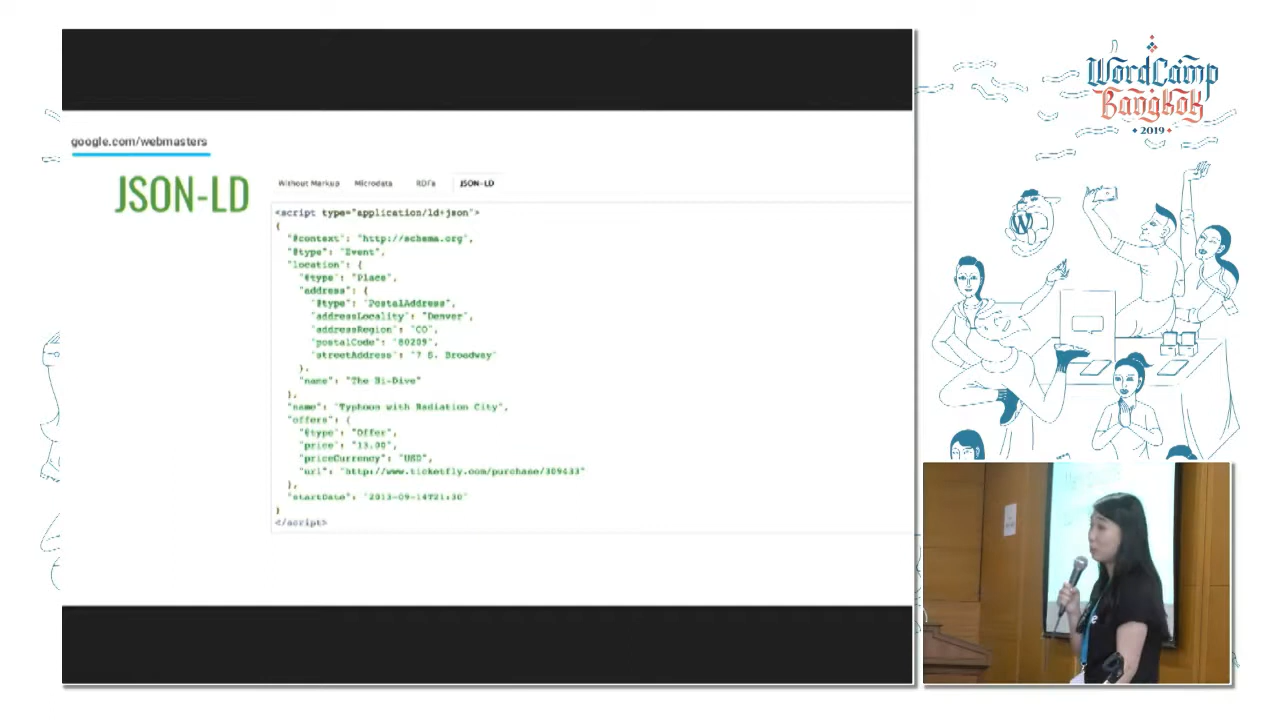 google.com/webmasters
JSON-LD
Without Markup Microdata RDFa JSON-LD
<script type="application/ld+json">
{
"@context": "http://schema.org",
"@type": "Event",
"location": {
"@type": "Place",
"address": {
"@type": "PostalAddress",
"addressLocality": "Denver",
"addressRegion": "CO",
"postalCode": "80209",
"streetAddress": "7 S. Broadway"
},
"name": "The Hi-Dive"
},
"name": "Typhoon with Radiation City",
"offers": {
"@type": "Offer",
"price": "13.00",
"priceCurrency": "USD",
"url": "http://www.ticketfly.com/purchase/309433"
},
"startDate": "2013-09-14T21:30"
}
</script>
WordCamp
Bangkok
2019
W